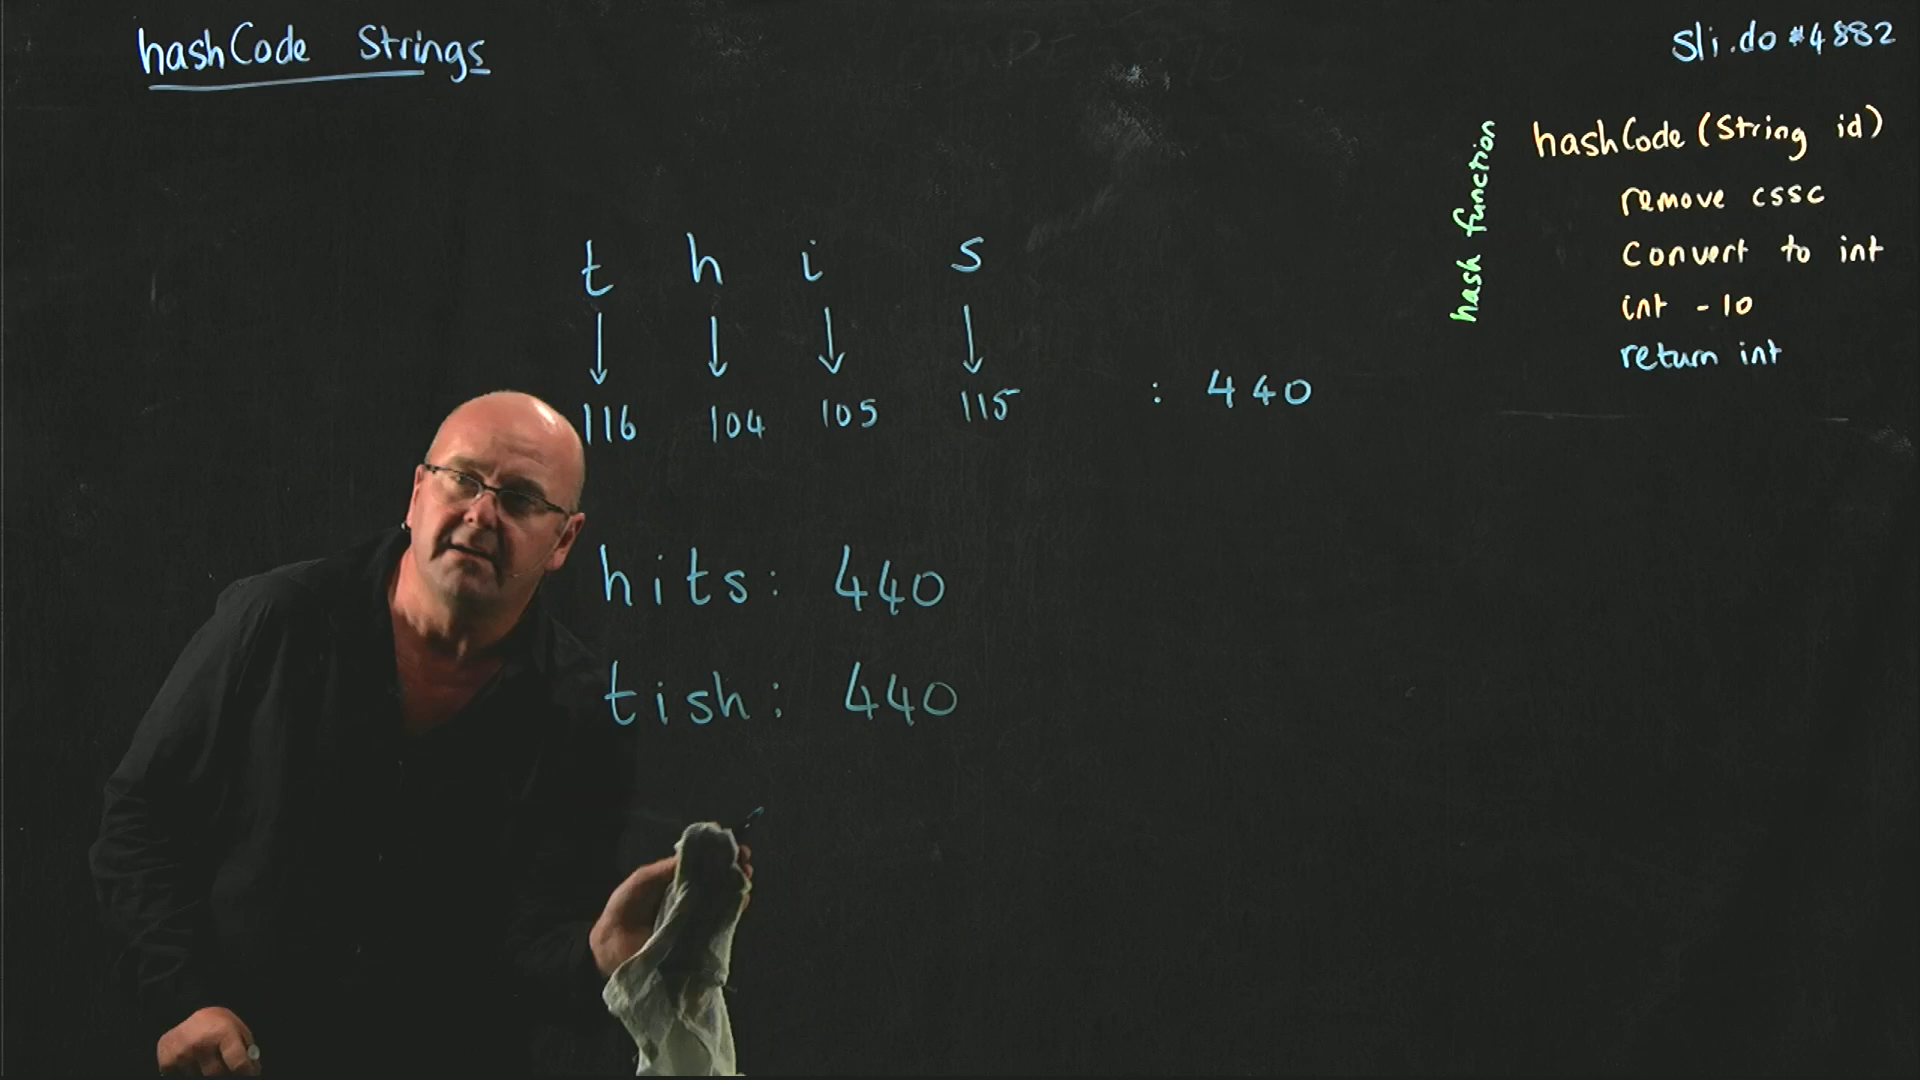 hashCode Strings
sli.do #4882
hash function
hashCode (String id)
remove cssc
Convert to int
int - 10
return int
t h i s
116 104 105 115 : 440
hits: 440
tish: 440